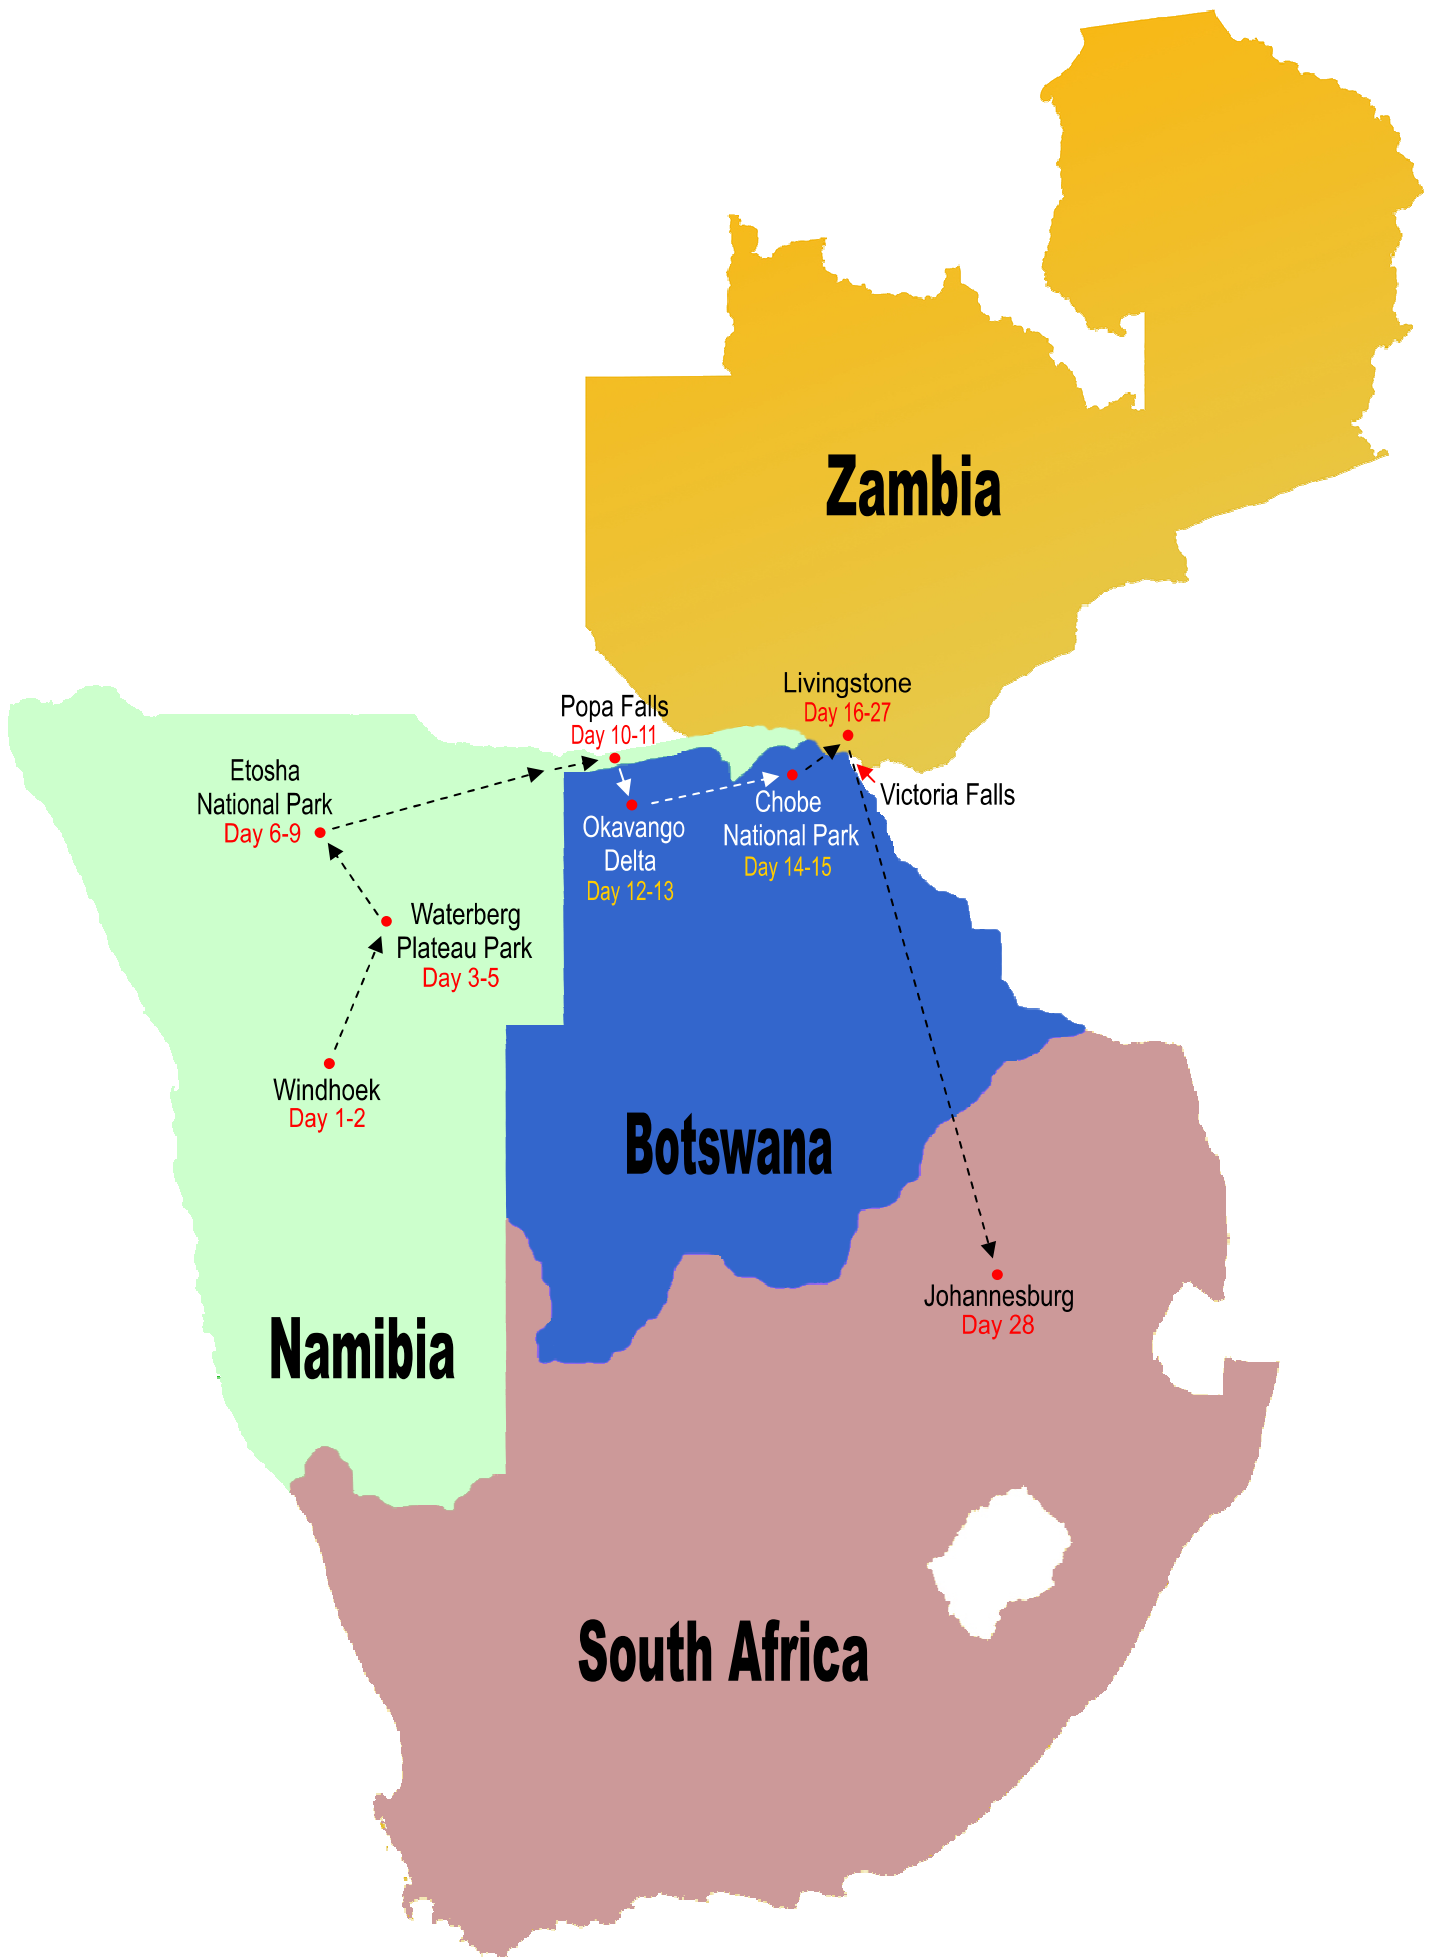 Zambia
Livingstone
Day 16-27
Popa Falls
Day 10-11
Etosha
National Park
Day 6-9
Victoria Falls
Chobe
National Park
Day 14-15
Okavango
Delta
Day 12-13
Waterberg
Plateau Park
Day 3-5
Windhoek
Day 1-2
Botswana
Johannesburg
Day 28
Namibia
South Africa